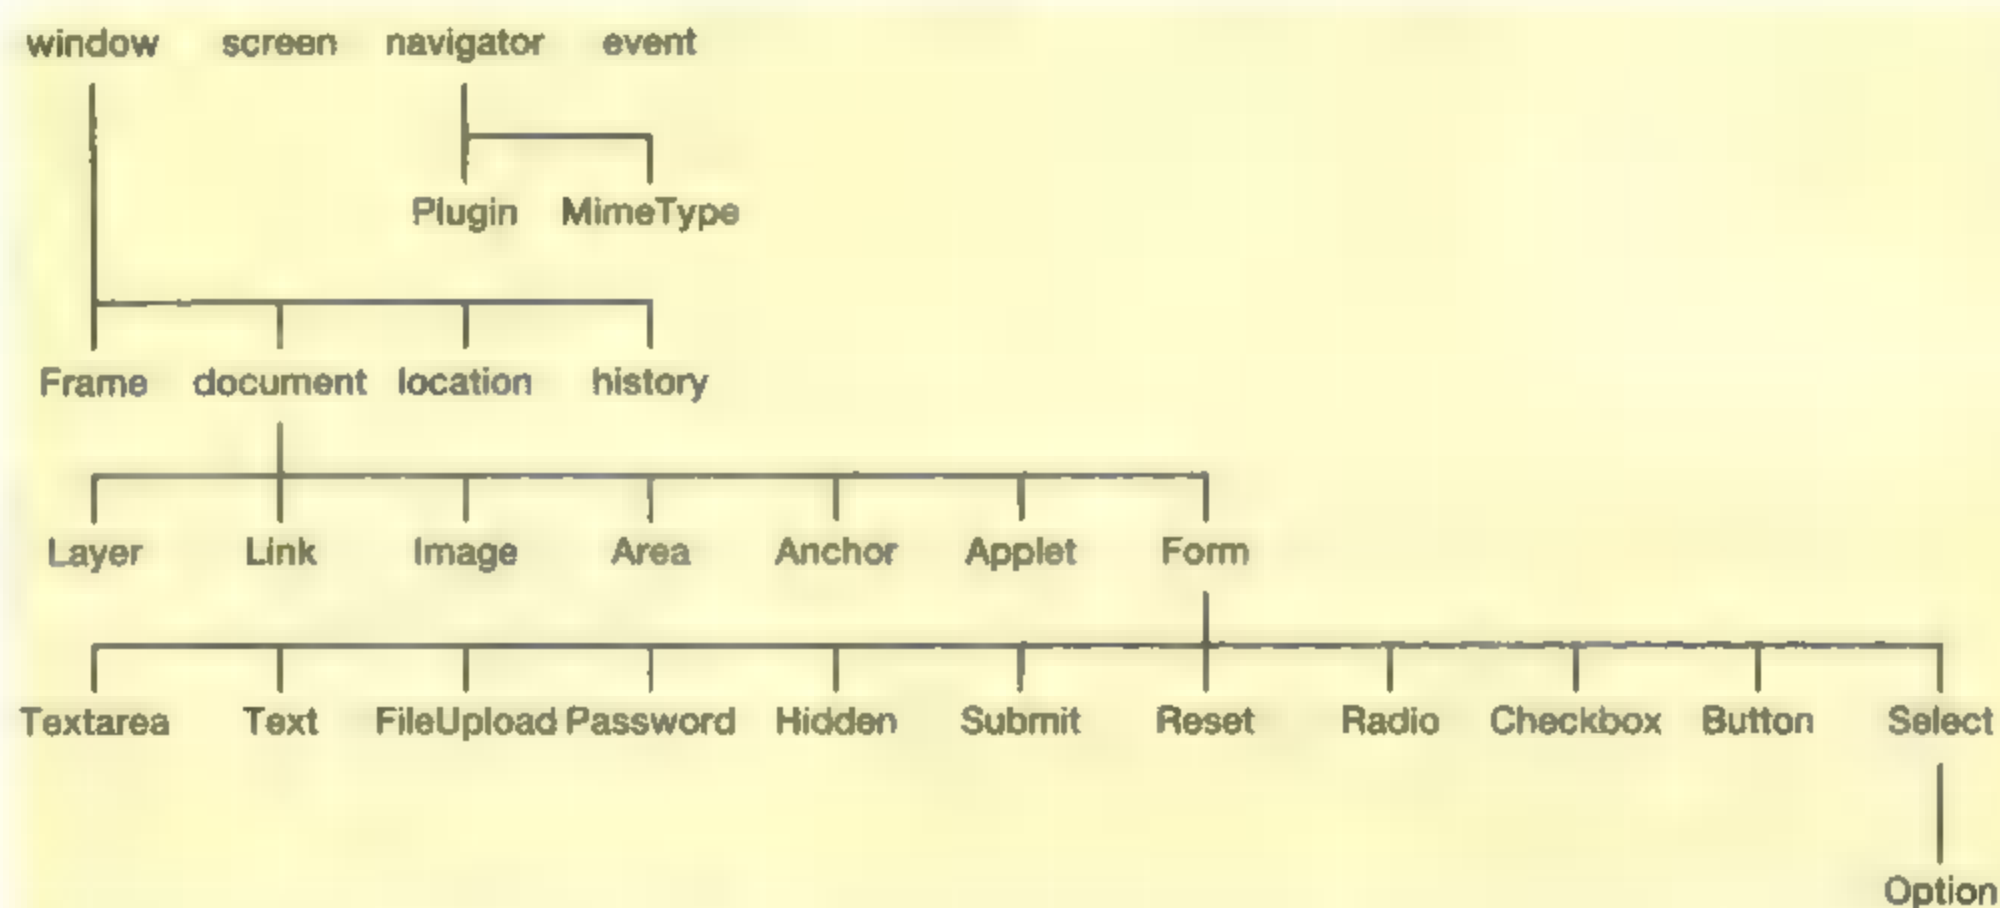 window screen navigator event
Plugin MimeType
Frame document location history
Layer Link Image Area Anchor Applet Form
Textarea Text FileUpload Password Hidden Submit Reset Radio Checkbox Button Select
Option